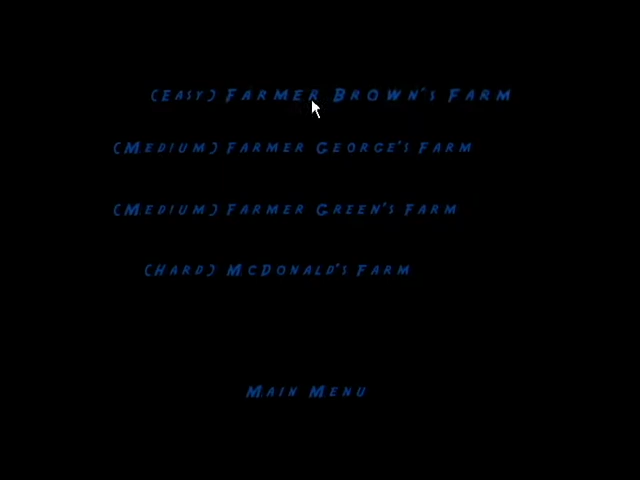 (Easy) Farmer Brown's Farm
(Medium) Farmer George's Farm
(Medium) Farmer Green's Farm
(Hard) McDonald's Farm
Main Menu